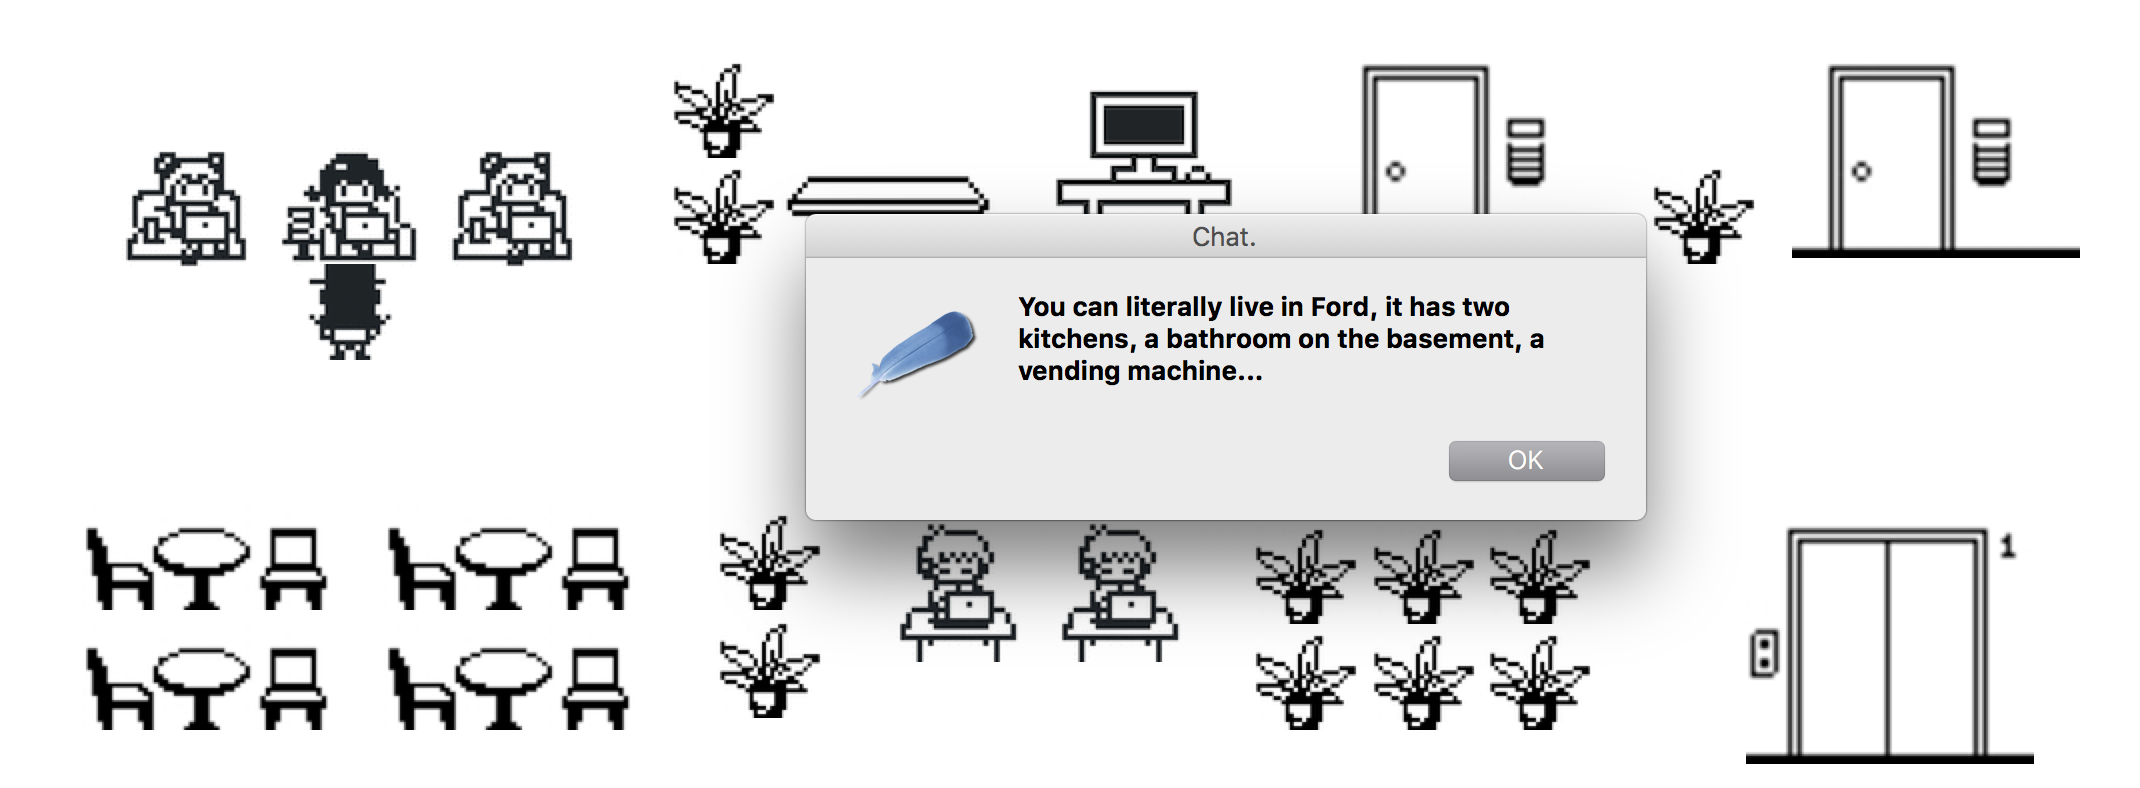 Chat.
You can literally live in Ford, it has two
kitchens, a bathroom on the basement, a
vending machine...
OK
1